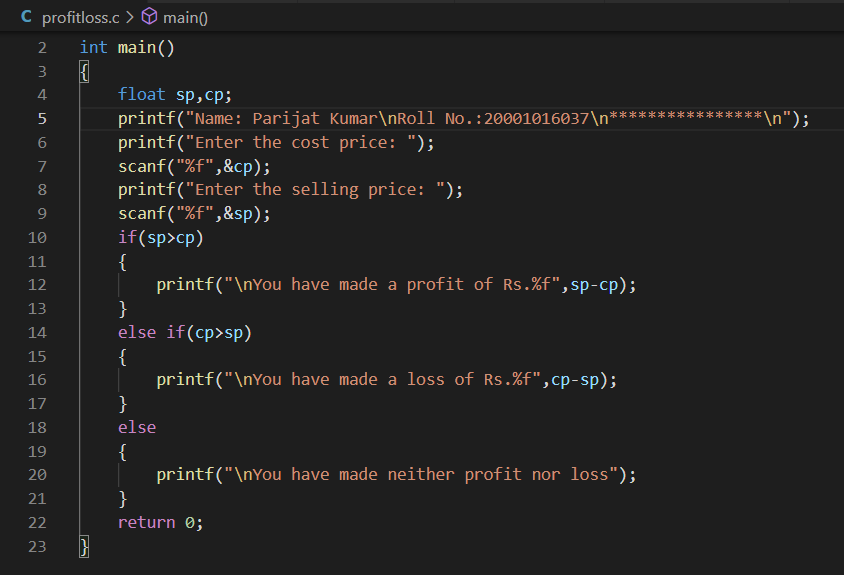 C profitloss.c > main()
2 int main()
3 {
4 float sp,cp;
5 printf("Name: Parijat Kumar\nRoll No.:20001016037\n****************\n");
6 printf("Enter the cost price: ");
7 scanf("%f",&cp);
8 printf("Enter the selling price: ");
9 scanf("%f",&sp);
10 if(sp>cp)
11 {
12 printf("\nYou have made a profit of Rs.%f",sp-cp);
13 }
14 else if(cp>sp)
15 {
16 printf("\nYou have made a loss of Rs.%f",cp-sp);
17 }
18 else
19 {
20 printf("\nYou have made neither profit nor loss");
21 }
22 return 0;
23 }